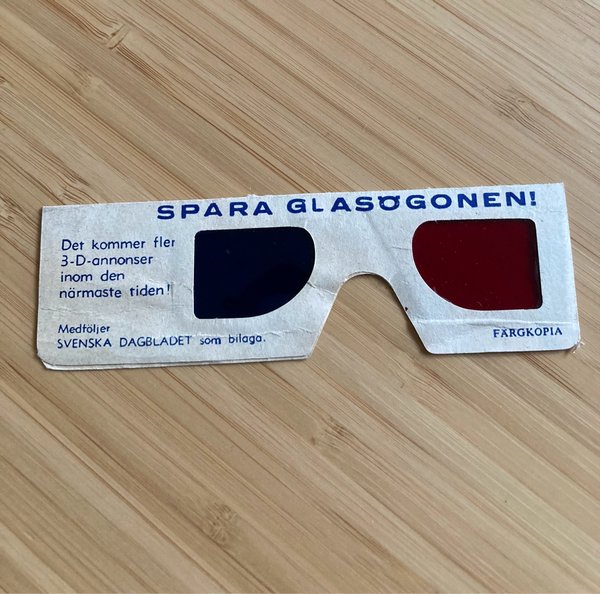 SPARA GLASÖGONEN!
Det kommer fler
3-D-annonser
inom den
närmaste tiden!
Medföljer
SVENSKA DAGBLADET som bilaga.
FÄRGKOPIA